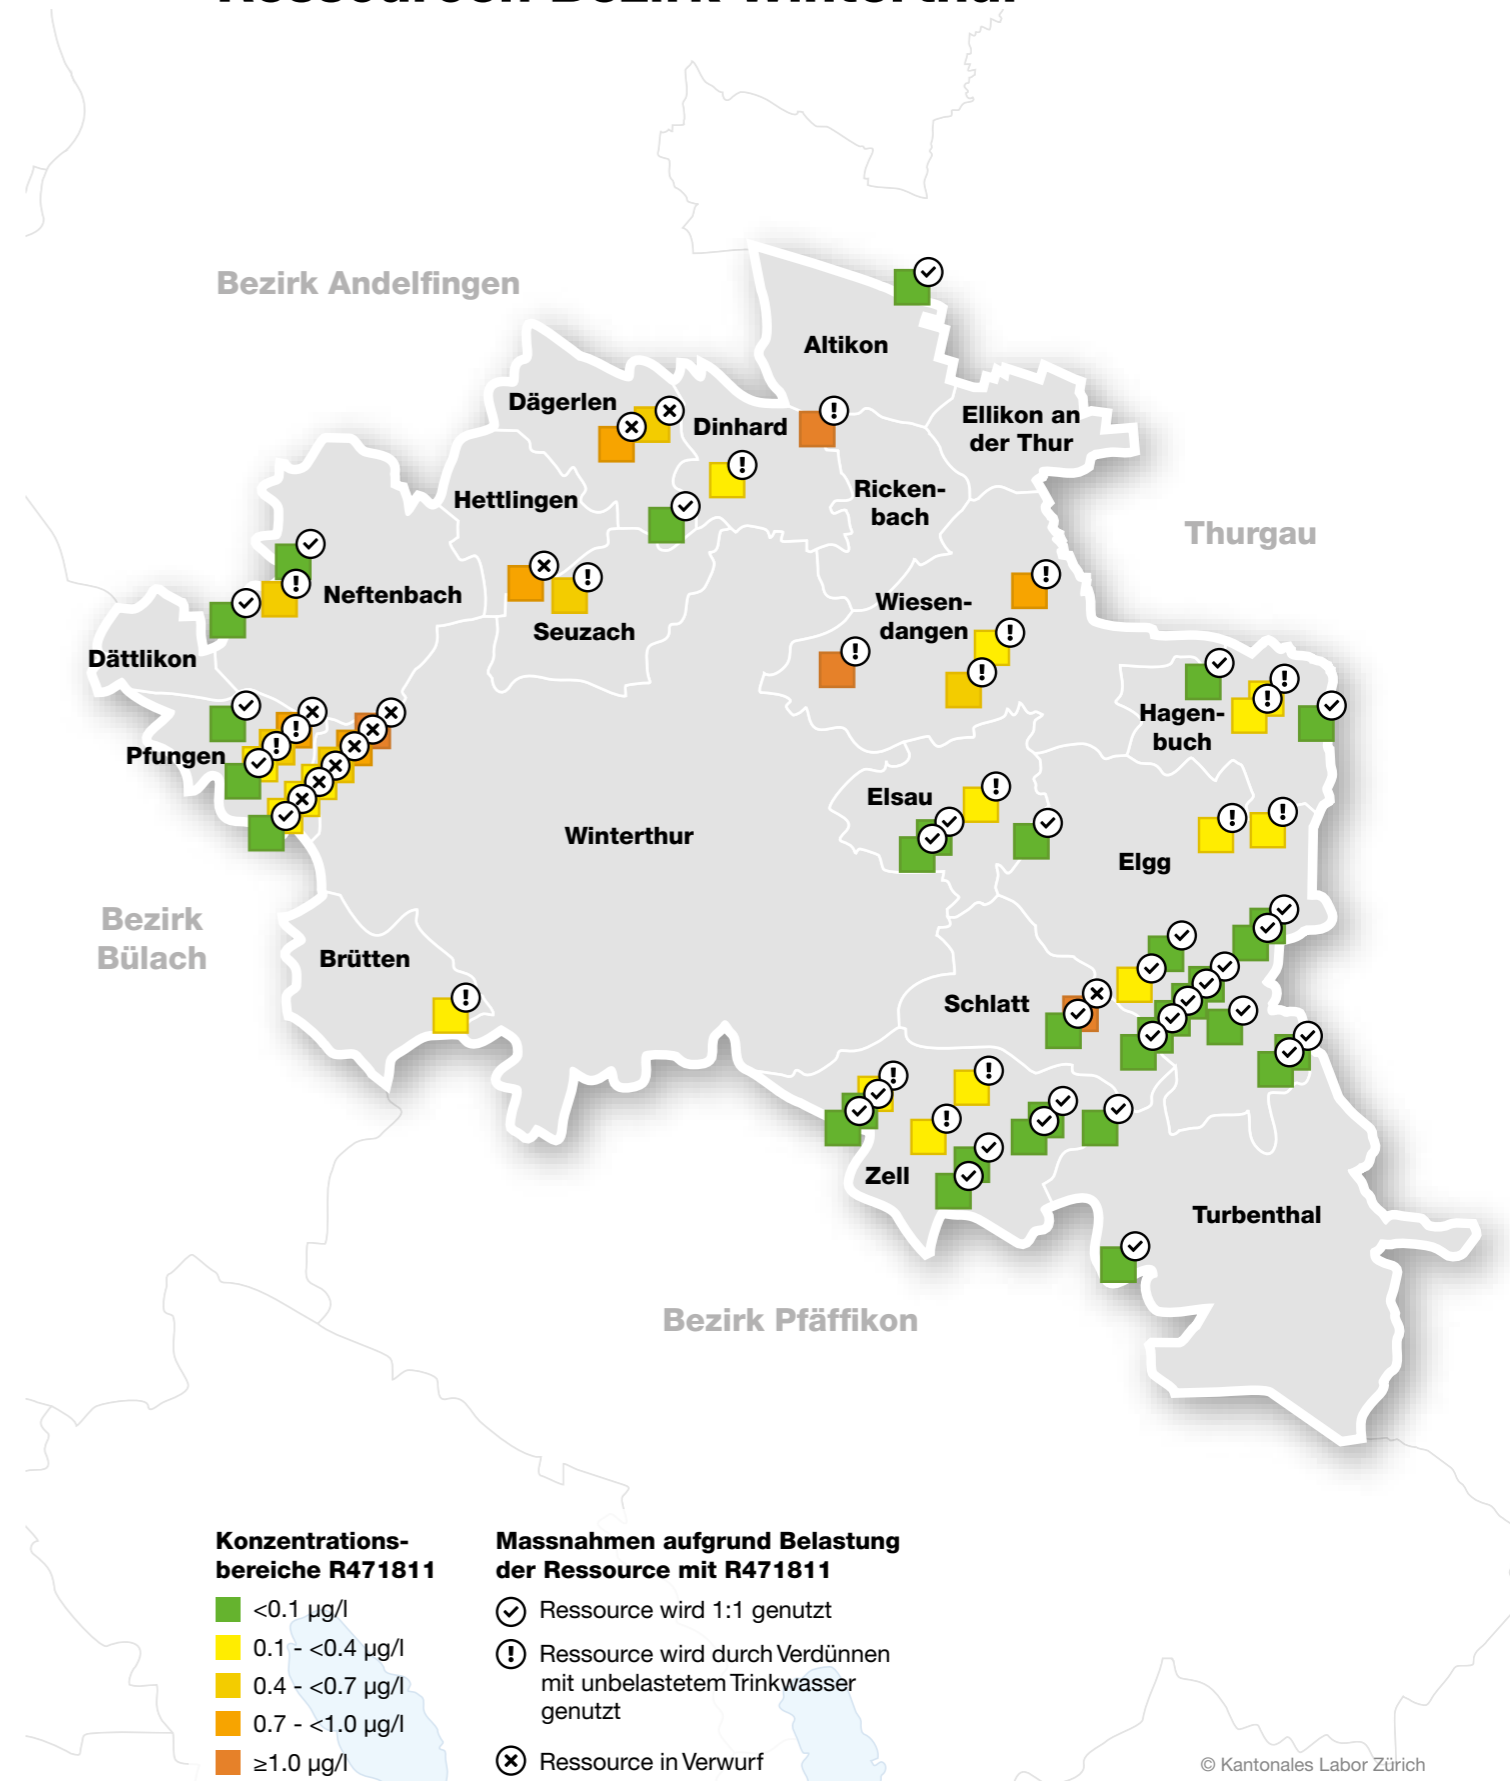 Ressourcen Bezirk Winterthur
Bezirk Andelfingen
Altikon
Dägerlen
Dinhard
Ellikon an
der Thur
Hettlingen
Ricken-
bach
Thurgau
Neftenbach
Wiesen-
dangen
Seuzach
Dättlikon
Hagen-
buch
Pfungen
Elsau
Winterthur
Elgg
Bezirk
Bülach
Brütten
Schlatt
Zell
Turbenthal
Bezirk Pfäffikon
Konzentrations-
bereiche R471811
<0.1 µg/l
0.1 - <0.4 µg/l
0.4 - <0.7 µg/l
0.7 - <1.0 µg/l
≥1.0 µg/l
Massnahmen aufgrund Belastung
der Ressource mit R471811
Ressource wird 1:1 genutzt
Ressource wird durch Verdünnen
mit unbelastetem Trinkwasser
genutzt
Ressource in Verwurf
© Kantonales Labor Zürich